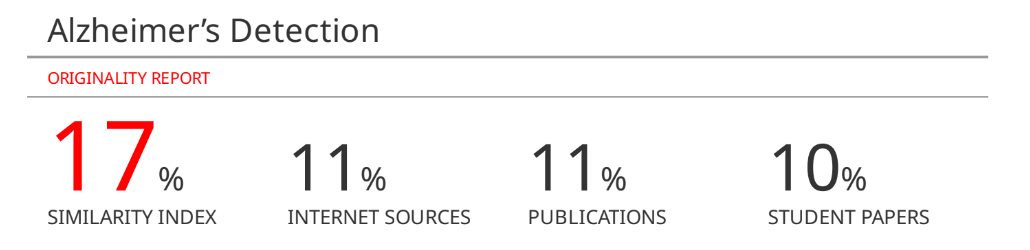 Alzheimer’s Detection
ORIGINALITY REPORT
17% 11% 11% 10%
SIMILARITY INDEX INTERNET SOURCES PUBLICATIONS STUDENT PAPERS